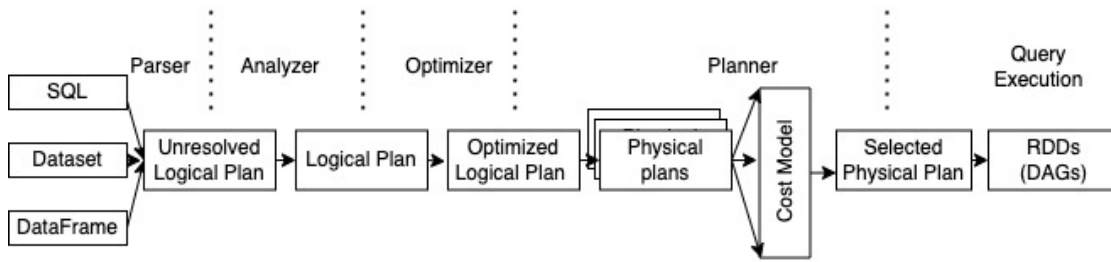 Parser
Analyzer
Optimizer
Planner
Query
Execution
SQL
Dataset
DataFrame
Unresolved
Logical Plan
Logical Plan
Optimized
Logical Plan
Physical
plans
Cost Model
Selected
Physical Plan
RDDs
(DAGs)